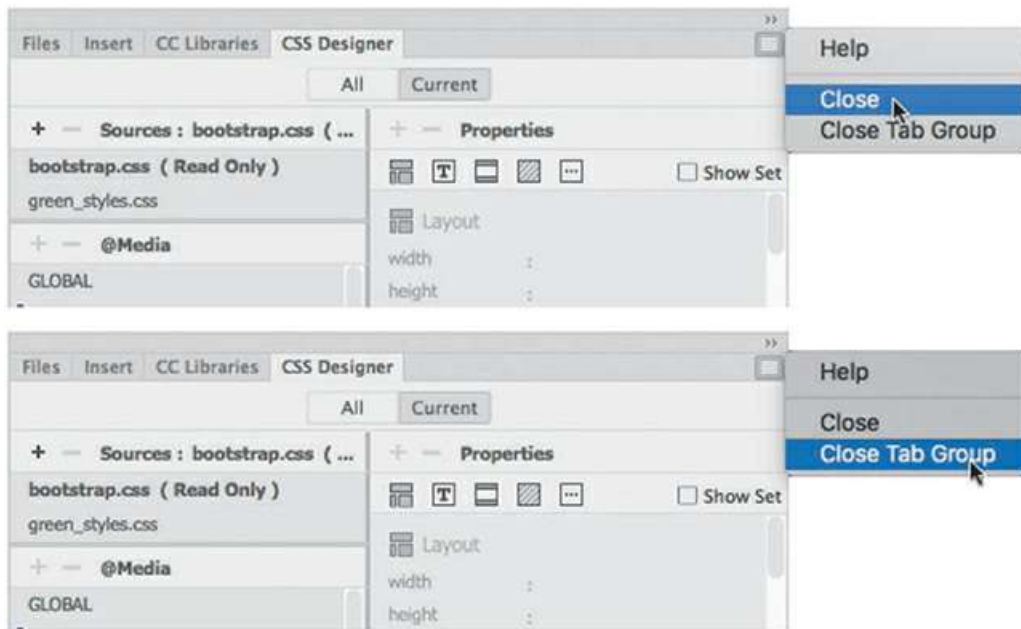 Files Insert CC Libraries CSS Designer
Help
All Current
Close
Close Tab Group
+ — Sources : bootstrap.css ( ...
+ — Properties
bootstrap.css ( Read Only )
T ... Show Set
green_styles.css
Layout
+ — @Media
width :
GLOBAL
height :
Files Insert CC Libraries CSS Designer
Help
All Current
Close
Close Tab Group
+ — Sources : bootstrap.css ( ...
+ — Properties
bootstrap.css ( Read Only )
T ... Show Set
green_styles.css
Layout
+ — @Media
width :
GLOBAL
height :